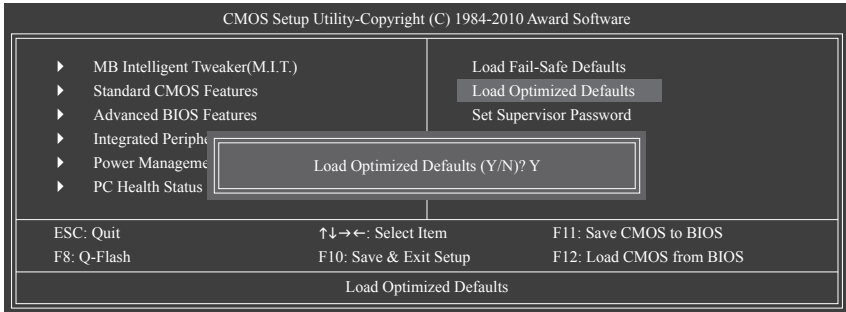 CMOS Setup Utility-Copyright (C) 1984-2010 Award Software
MB Intelligent Tweaker(M.I.T.)
Standard CMOS Features
Advanced BIOS Features
Integrated Periphe
Power Manageme
PC Health Status
Load Fail-Safe Defaults
Load Optimized Defaults
Set Supervisor Password
Load Optimized Defaults (Y/N)? Y
ESC: Quit ↑↓→←: Select Item F11: Save CMOS to BIOS
F8: Q-Flash F10: Save & Exit Setup F12: Load CMOS from BIOS
Load Optimized Defaults